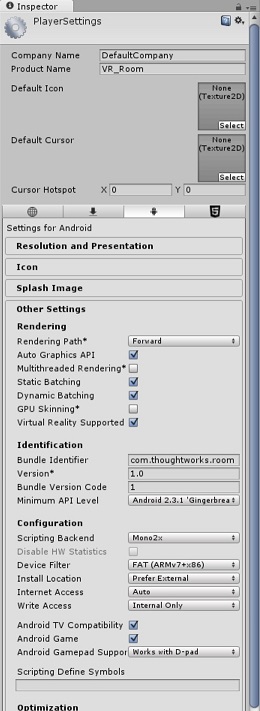 Inspector
PlayerSettings
Company Name DefaultCompany
Product Name VR_Room
Default Icon
None
(Texture2D)
Select
Default Cursor
None
(Texture2D)
Select
Cursor Hotspot X 0 Y 0
Settings for Android
Resolution and Presentation
Icon
Splash Image
Other Settings
Rendering
Rendering Path* Forward
Auto Graphics API
Multithreaded Rendering*
Static Batching
Dynamic Batching
GPU Skinning*
Virtual Reality Supported
Identification
Bundle Identifier com.thoughtworks.room
Version* 1.0
Bundle Version Code 1
Minimum API Level Android 2.3.1 'Gingerbrea
Configuration
Scripting Backend Mono2x
Disable HW Statistics
Device Filter FAT (ARMv7+x86)
Install Location Prefer External
Internet Access Auto
Write Access Internal Only
Android TV Compatibility
Android Game
Android Gamepad Suppor Works with D-pad
Scripting Define Symbols
Optimization